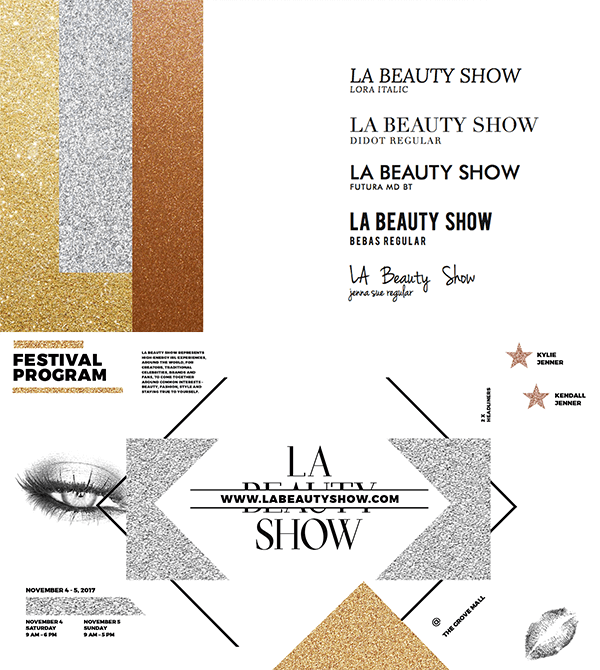 LA BEAUTY SHOW
LORA ITALIC
LA BEAUTY SHOW
DIDOT REGULAR
LA BEAUTY SHOW
FUTURA MD BT
LA BEAUTY SHOW
BEBAS REGULAR
LA Beauty Show
jenna sue regular
FESTIVAL
PROGRAM
LA BEAUTY SHOW REPRESENTS
HIGH ENERGY IRL EXPERIENCES,
AROUND THE WORLD, FOR
CREATORS, TRADITIONAL
CELEBRITIES, BRANDS AND
FANS, TO COME TOGETHER
AROUND COMMON INTERESTS -
BEAUTY, FASHION, STYLE AND
STAYING TRUE TO YOURSELF.
KYLIE
JENNER
KENDALL
JENNER
2 X
HEADLINERS
LA
BEAUTY
WWW.LABEAUTYSHOW.COM
SHOW
NOVEMBER 4 - 5, 2017
NOVEMBER 4
SATURDAY
9 AM - 6 PM
NOVEMBER 5
SUNDAY
9 AM - 5 PM
@
THE GROVE MALL